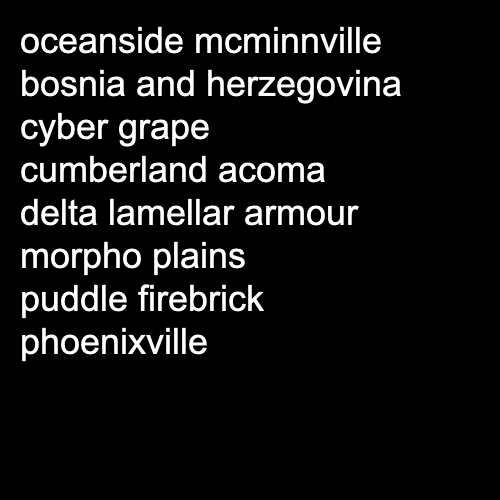 oceanside mcminnville
bosnia and herzegovina
cyber grape
cumberland acoma
delta lamellar armour
morpho plains
puddle firebrick
phoenixville